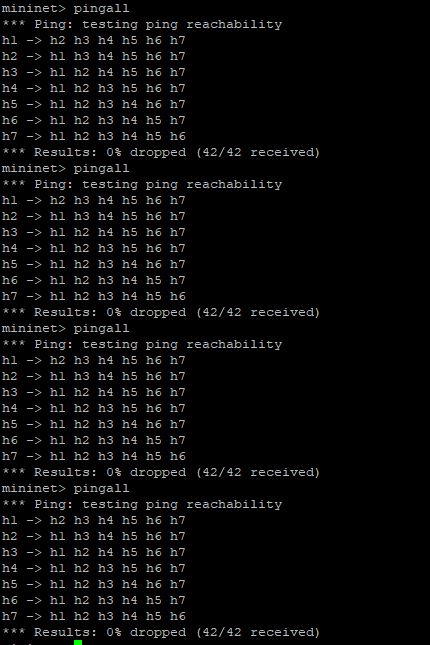 mininet> pingall
*** Ping: testing ping reachability
h1 -> h2 h3 h4 h5 h6 h7
h2 -> h1 h3 h4 h5 h6 h7
h3 -> h1 h2 h4 h5 h6 h7
h4 -> h1 h2 h3 h5 h6 h7
h5 -> h1 h2 h3 h4 h6 h7
h6 -> h1 h2 h3 h4 h5 h7
h7 -> h1 h2 h3 h4 h5 h6
*** Results: 0% dropped (42/42 received)
mininet> pingall
*** Ping: testing ping reachability
h1 -> h2 h3 h4 h5 h6 h7
h2 -> h1 h3 h4 h5 h6 h7
h3 -> h1 h2 h4 h5 h6 h7
h4 -> h1 h2 h3 h5 h6 h7
h5 -> h1 h2 h3 h4 h6 h7
h6 -> h1 h2 h3 h4 h5 h7
h7 -> h1 h2 h3 h4 h5 h6
*** Results: 0% dropped (42/42 received)
mininet> pingall
*** Ping: testing ping reachability
h1 -> h2 h3 h4 h5 h6 h7
h2 -> h1 h3 h4 h5 h6 h7
h3 -> h1 h2 h4 h5 h6 h7
h4 -> h1 h2 h3 h5 h6 h7
h5 -> h1 h2 h3 h4 h6 h7
h6 -> h1 h2 h3 h4 h5 h7
h7 -> h1 h2 h3 h4 h5 h6
*** Results: 0% dropped (42/42 received)
mininet> pingall
*** Ping: testing ping reachability
h1 -> h2 h3 h4 h5 h6 h7
h2 -> h1 h3 h4 h5 h6 h7
h3 -> h1 h2 h4 h5 h6 h7
h4 -> h1 h2 h3 h5 h6 h7
h5 -> h1 h2 h3 h4 h6 h7
h6 -> h1 h2 h3 h4 h5 h7
h7 -> h1 h2 h3 h4 h5 h6
*** Results: 0% dropped (42/42 received)